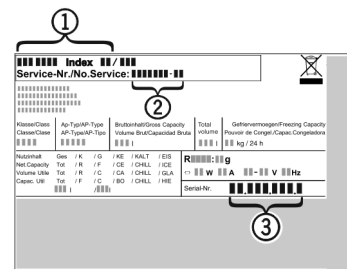 1
Index / 
Service-Nr./No.Service: -
2
Klasse/Class Ap-Typ/AP-Type Bruttoinhalt/Gross Capacity Total Gefriervermoegen/Freezing Capacity
Classe/Clase AP-Type/AP-Tipo Volume Brut/Capacidad Bruta volume Pouvoir de Congel./Capac.Congeladora
l l kg / 24 h
Nutzinhalt Ges / K / G / KE / KALT / EIS
Net.Capacity Tot / R / F / CE / CHILL / ICE
Volume Utile Tot / R / C / CA / CHILL / GLA
Capac. Util Tot / F / C / BO / CHILL / HIE
l / l
R : g
W A - V Hz
Serial-Nr. . . .
3